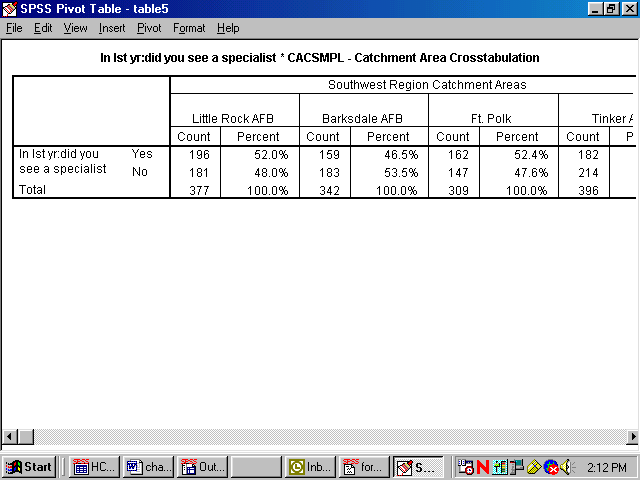 SPSS Pivot Table - table5
File Edit View Insert Pivot Format Help
In lst yr:did you see a specialist * CACSMPL - Catchment Area Crosstabulation
Southwest Region Catchment Areas
Little Rock AFB Barksdale AFB Ft. Polk Tinker A
Count Percent Count Percent Count Percent Count P
In lst yr:did you Yes 196 52.0% 159 46.5% 162 52.4% 182
see a specialist No 181 48.0% 183 53.5% 147 47.6% 214
Total 377 100.0% 342 100.0% 309 100.0% 396
Start HC... cha... Out... Inb... for... S... 2:12 PM